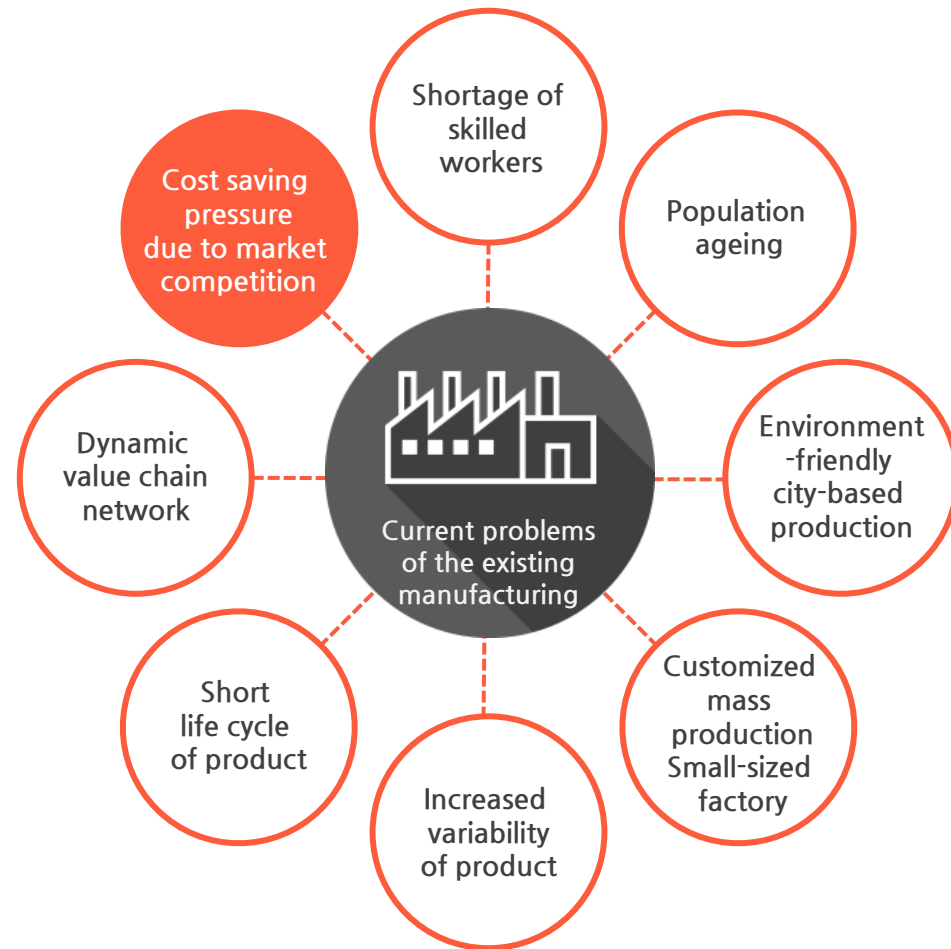 Shortage of
skilled
workers
Population
ageing
Environment
-friendly
city-based
production
Customized
mass
production
Small-sized
factory
Increased
variability
of product
Short
life cycle
of product
Dynamic
value chain
network
Cost saving
pressure
due to market
competition
Current problems
of the existing
manufacturing